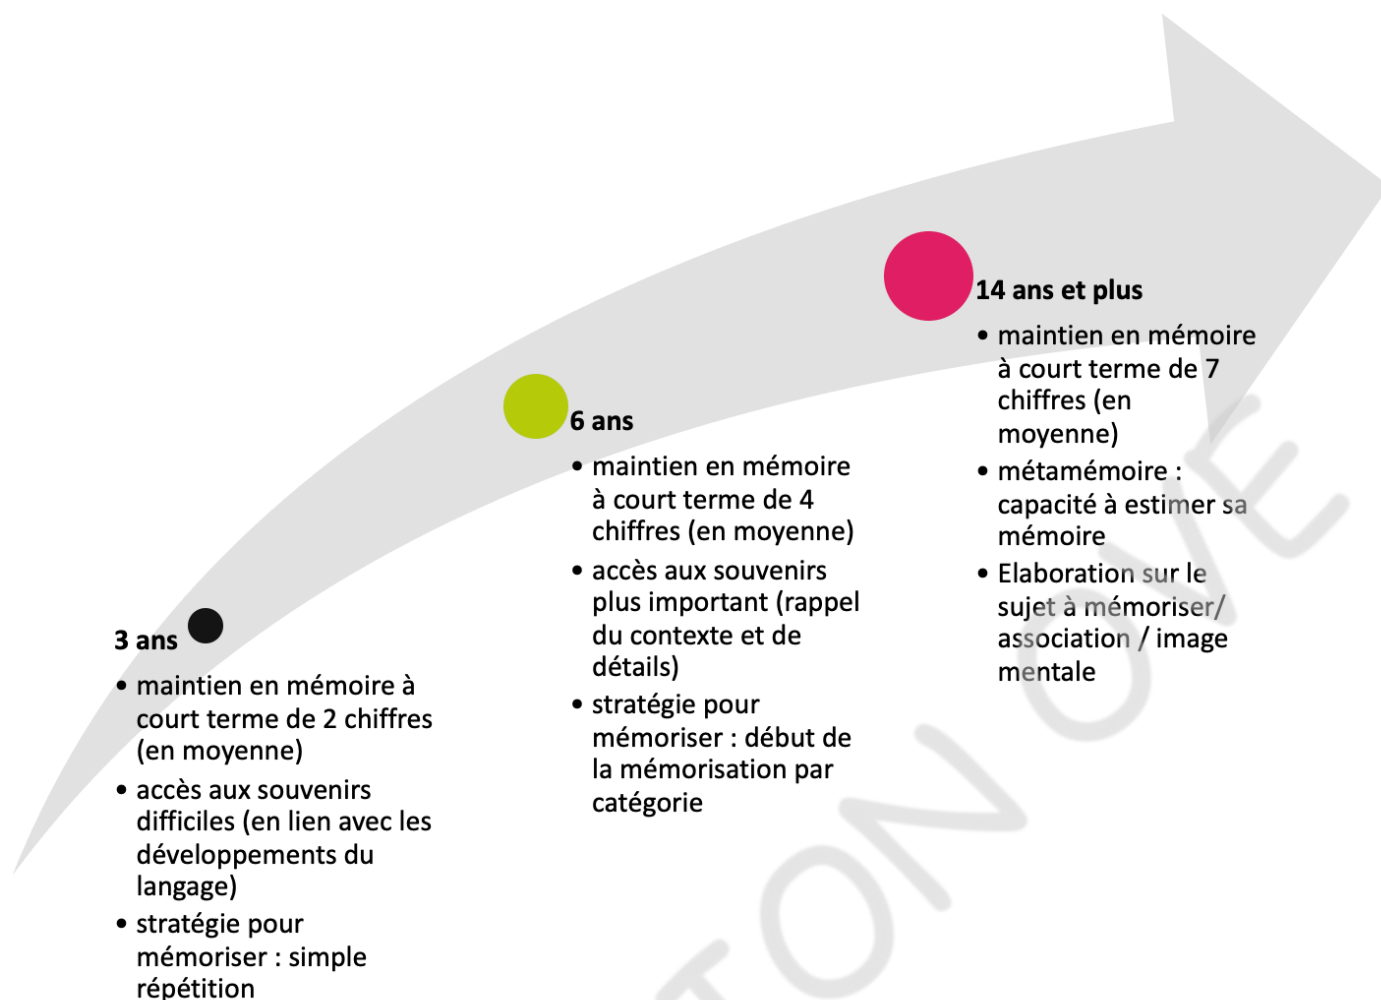 3 ans
• maintien en mémoire à
court terme de 2 chiffres
(en moyenne)
• accès aux souvenirs
difficiles (en lien avec les
développements du
langage)
• stratégie pour
mémoriser : simple
répétition
6 ans
• maintien en mémoire
à court terme de 4
chiffres (en moyenne)
• accès aux souvenirs
plus important (rappel
du contexte et de
détails)
• stratégie pour
mémoriser : début de
la mémorisation par
catégorie
14 ans et plus
• maintien en mémoire
à court terme de 7
chiffres (en
moyenne)
• métamémoire :
capacité à estimer sa
mémoire
• Elaboration sur le
sujet à mémoriser/
association / image
mentale
TON OVE